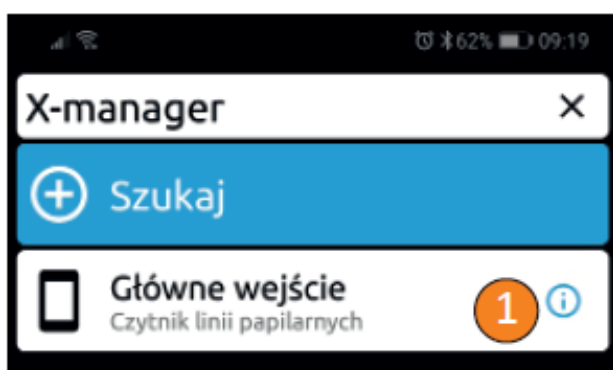 62% 09:19
X-manager
Szukaj
Główne wejście
Czytnik linii papilarnych
1